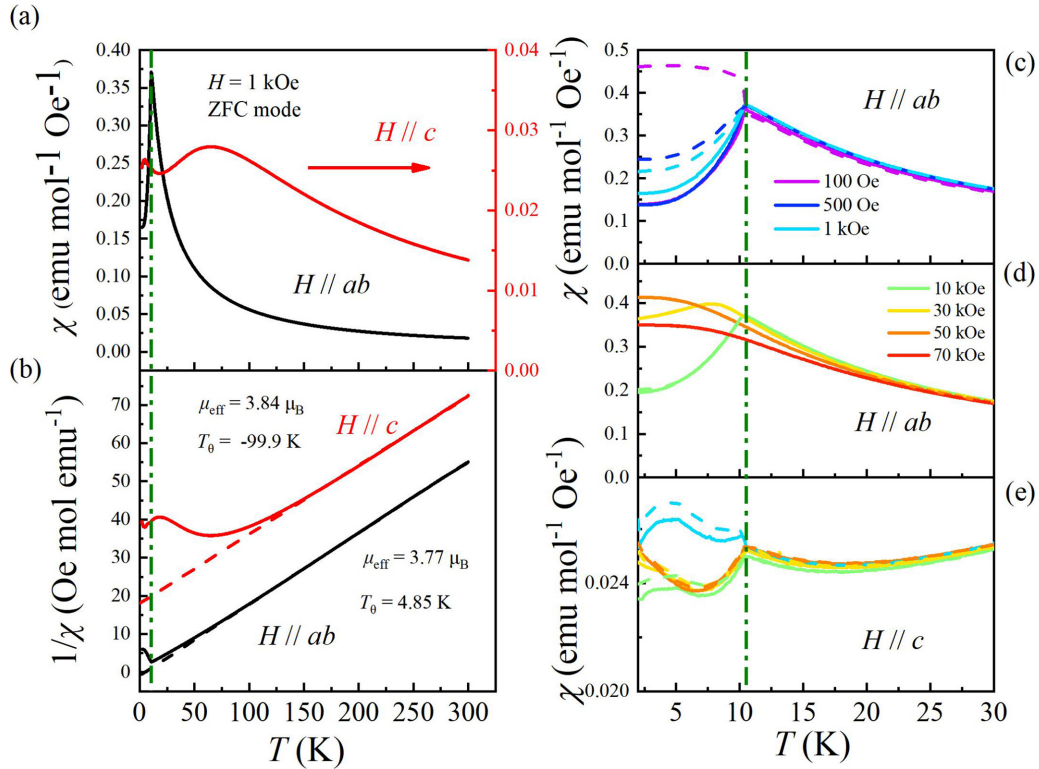 (a)
χ (emu mol⁻¹ Oe⁻¹)
0.40
0.35
0.30
0.25
0.20
0.15
0.10
0.05
0.00
H = 1 kOe
ZFC mode
H // c
H // ab
0.04
0.03
0.02
0.01
0.00
(b)
1/χ (Oe mol emu⁻¹)
70
60
50
40
30
20
10
0
μeff = 3.84 μB
Tθ = -99.9 K
H // c
μeff = 3.77 μB
Tθ = 4.85 K
H // ab
0 50 100 150 200 250 300
T (K)
(c)
χ (emu mol⁻¹ Oe⁻¹)
0.5
0.4
0.3
0.2
0.1
0.0
H // ab
100 Oe
500 Oe
1 kOe
(d)
0.4
0.3
0.2
0.1
0.0
10 kOe
30 kOe
50 kOe
70 kOe
H // ab
(e)
χ (emu mol⁻¹ Oe⁻¹)
0.024
0.020
H // c
5 10 15 20 25 30
T (K)